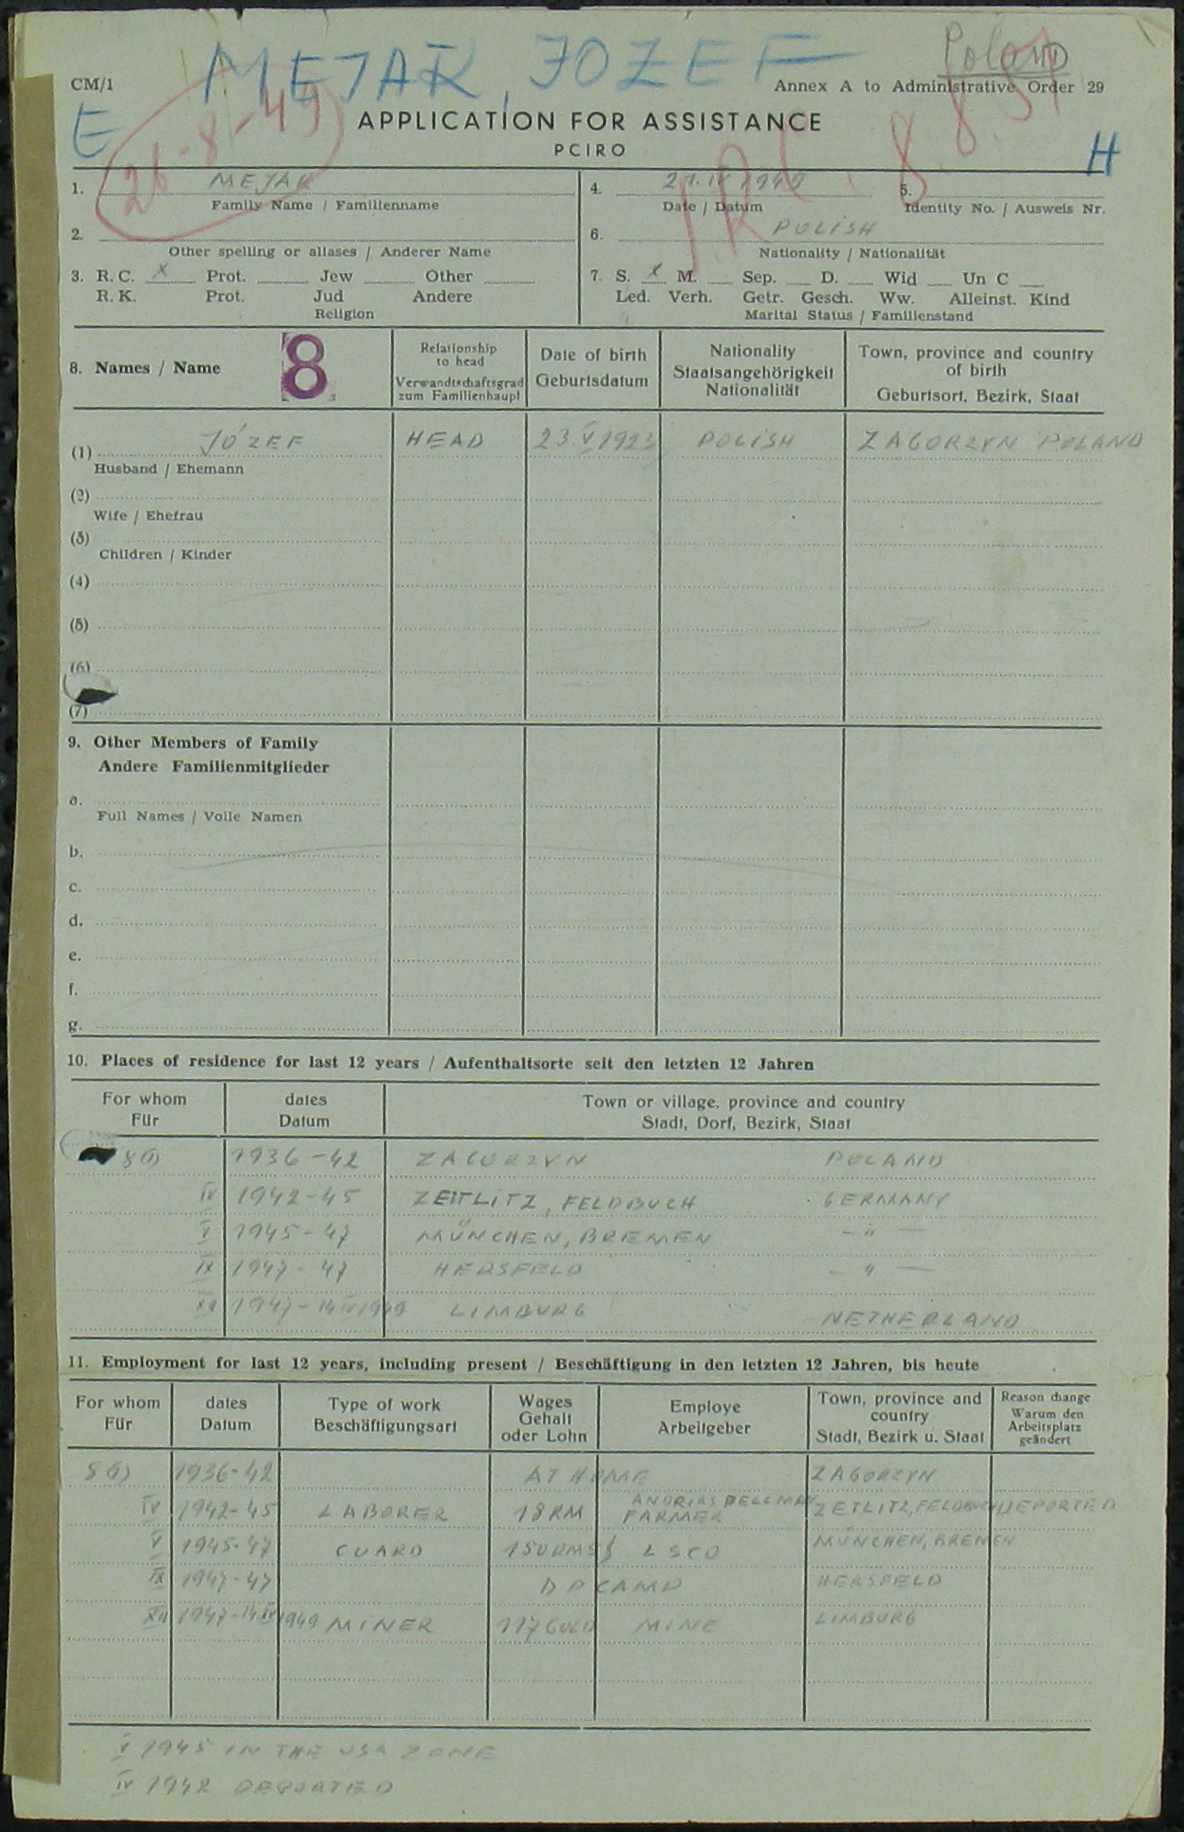 Poland
MEJAR, JOZEF
CM/1
Annex A to Administrative Order 29
E
26-8-49
APPLICATION FOR ASSISTANCE
8.8.51
H
PCIRO
1. MEJAR
Family Name / Familienname
4. 21.IV 1949
Date / Datum
5.
Identity No. / Ausweis Nr.
2.
Other spelling or aliases / Anderer Name
6. POLISH
Nationality / Nationalität
3. R. C. X Prot. Jew Other
R. K. Prot. Jud Andere
Religion
7. S. X M. Sep. D. Wid Un C
Led. Verh. Getr. Gesch. Ww. Alleinst. Kind
Marital Status / Familienstand
8. Names / Name
8
Relationship to head
Verwandtschaftsgrad zum Familienhaupt
Date of birth
Geburtsdatum
Nationality
Staatsangehörigkeit
Nationalität
Town, province and country of birth
Geburtsort, Bezirk, Staat
(1) JÓZEF HEAD 23.V 1923 POLISH ZAGORZYN POLAND
Husband / Ehemann
(2)
Wife / Ehefrau
(3)
Children / Kinder
(4)
(5)
(6)
(7)
9. Other Members of Family
Andere Familienmitglieder
a.
Full Names / Volle Namen
b.
c.
d.
e.
f.
g.
10. Places of residence for last 12 years / Aufenthaltsorte seit den letzten 12 Jahren
For whom
Für
dates
Datum
Town or village, province and country
Stadt, Dorf, Bezirk, Staat
8(1) 1936-42 ZAGORZYN POLAND
IV 1942-45 ZEITLITZ, FELDBUCH GERMANY
V 1945-47 MÜNCHEN, BREMEN - " -
IX 1947-47 HERSFELD - " -
XII 1947-14 IV 1949 LIMBURG NETHERLAND
11. Employment for last 12 years, including present / Beschäftigung in den letzten 12 Jahren, bis heute
For whom
Für
dates
Datum
Type of work
Beschäftigungsart
Wages
Gehalt
oder Lohn
Employe
Arbeitgeber
Town, province and country
Stadt, Bezirk u. Staat
Reason change
Warum den
Arbeitsplatz
geändert
8(1) 1936-42 AT HOME ZAGORZYN
IV 1942-45 LABORER 18 RM FARMER ZETLITZ, FELDBUCH DEPORTED
V 1945-47 GUARD 150 RMS LSCO MÜNCHEN, BREMEN
IX 1947-47 DP CAMP HERSFELD
XII 1947-14 IV 1949 MINER 117 GULD MINE LIMBURG
V 1945 IN THE USA ZONE
IV 1942 DEPORTED